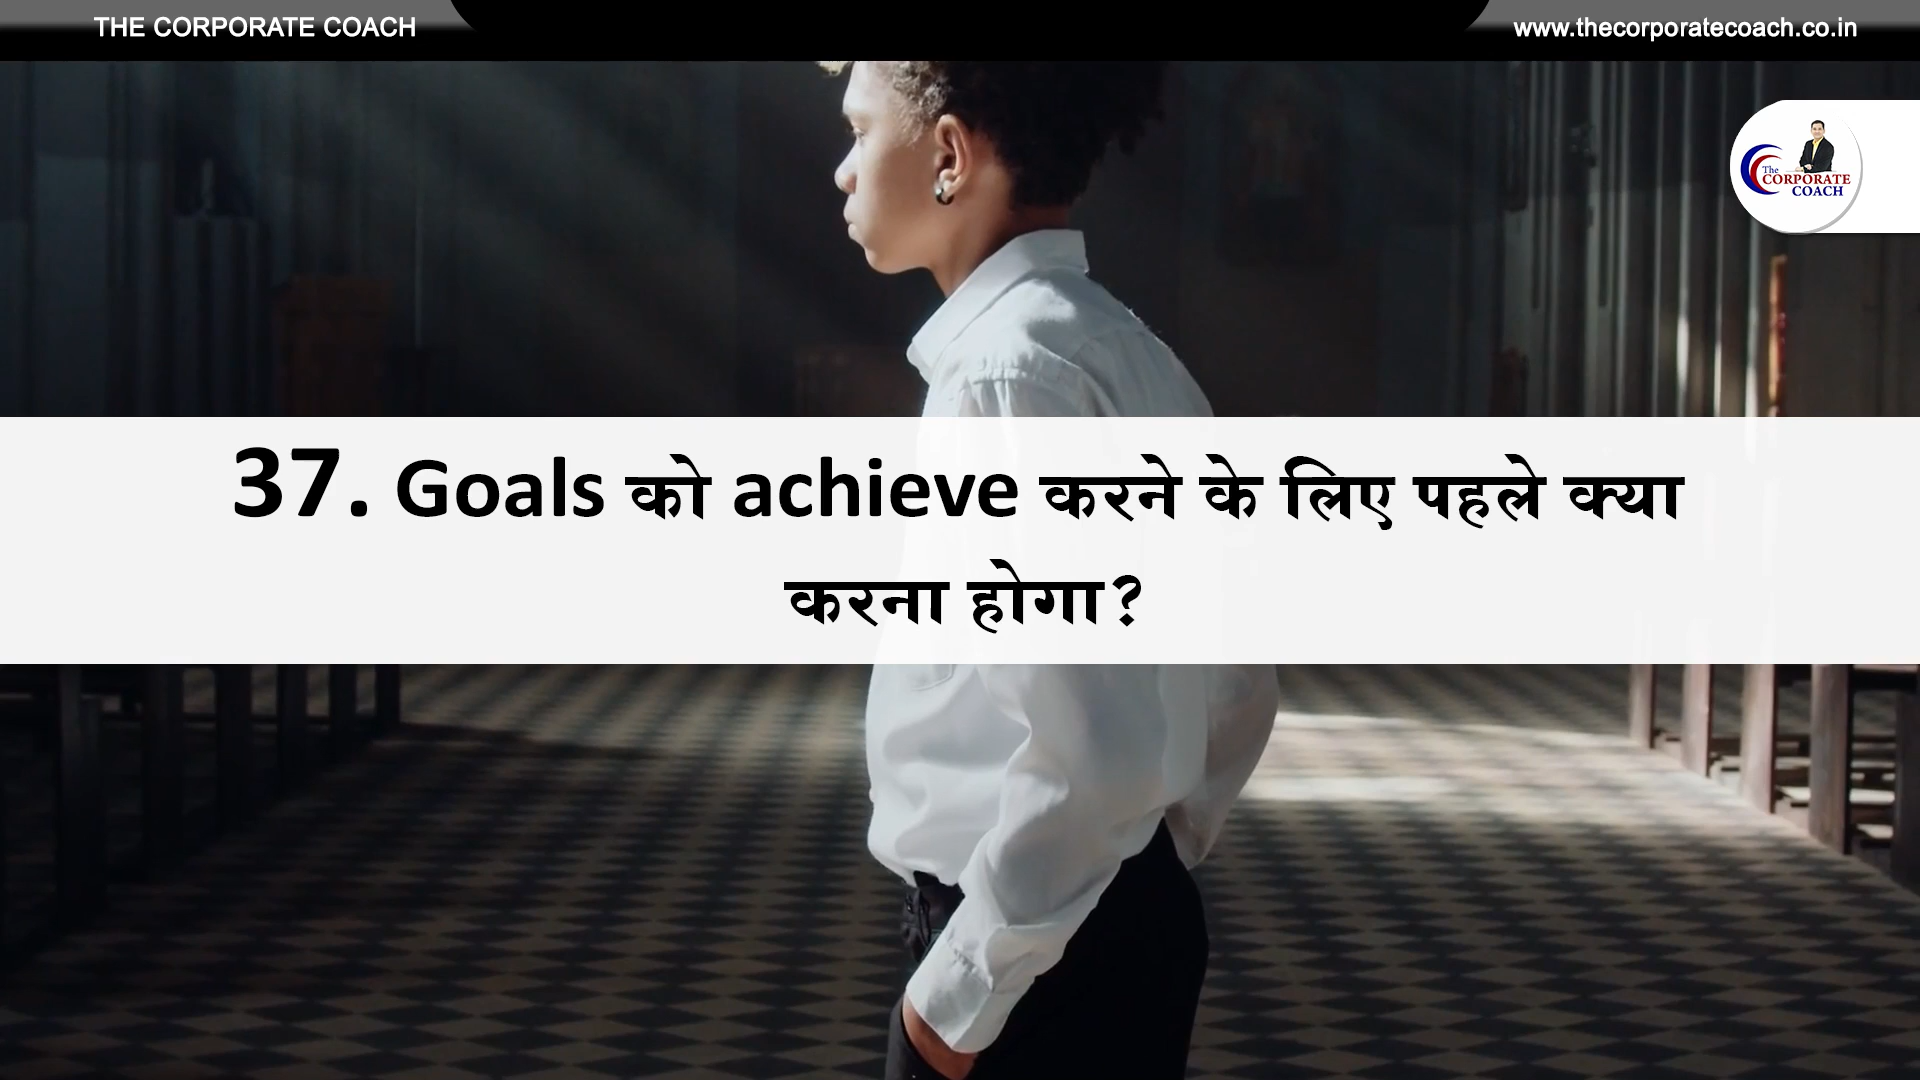 THE CORPORATE COACH
www.thecorporatecoach.co.in
The
CORPORATE
COACH
37. Goals को achieve करने के लिए पहले क्या
करना होगा?